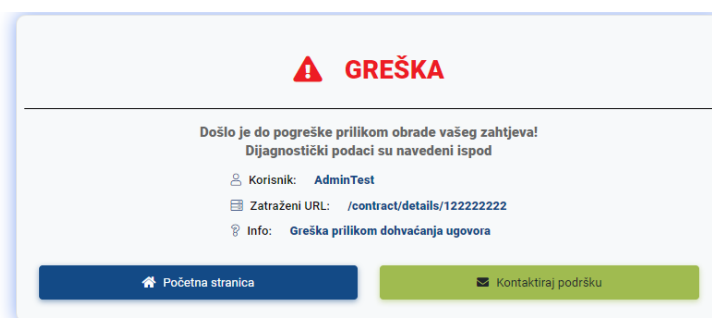 GREŠKA
Došlo je do pogreške prilikom obrade vašeg zahtjeva!
Dijagnostički podaci su navedeni ispod
Korisnik: AdminTest
Zatraženi URL: /contract/details/122222222
Info: Greška prilikom dohvaćanja ugovora
Početna stranica
Kontaktiraj podršku